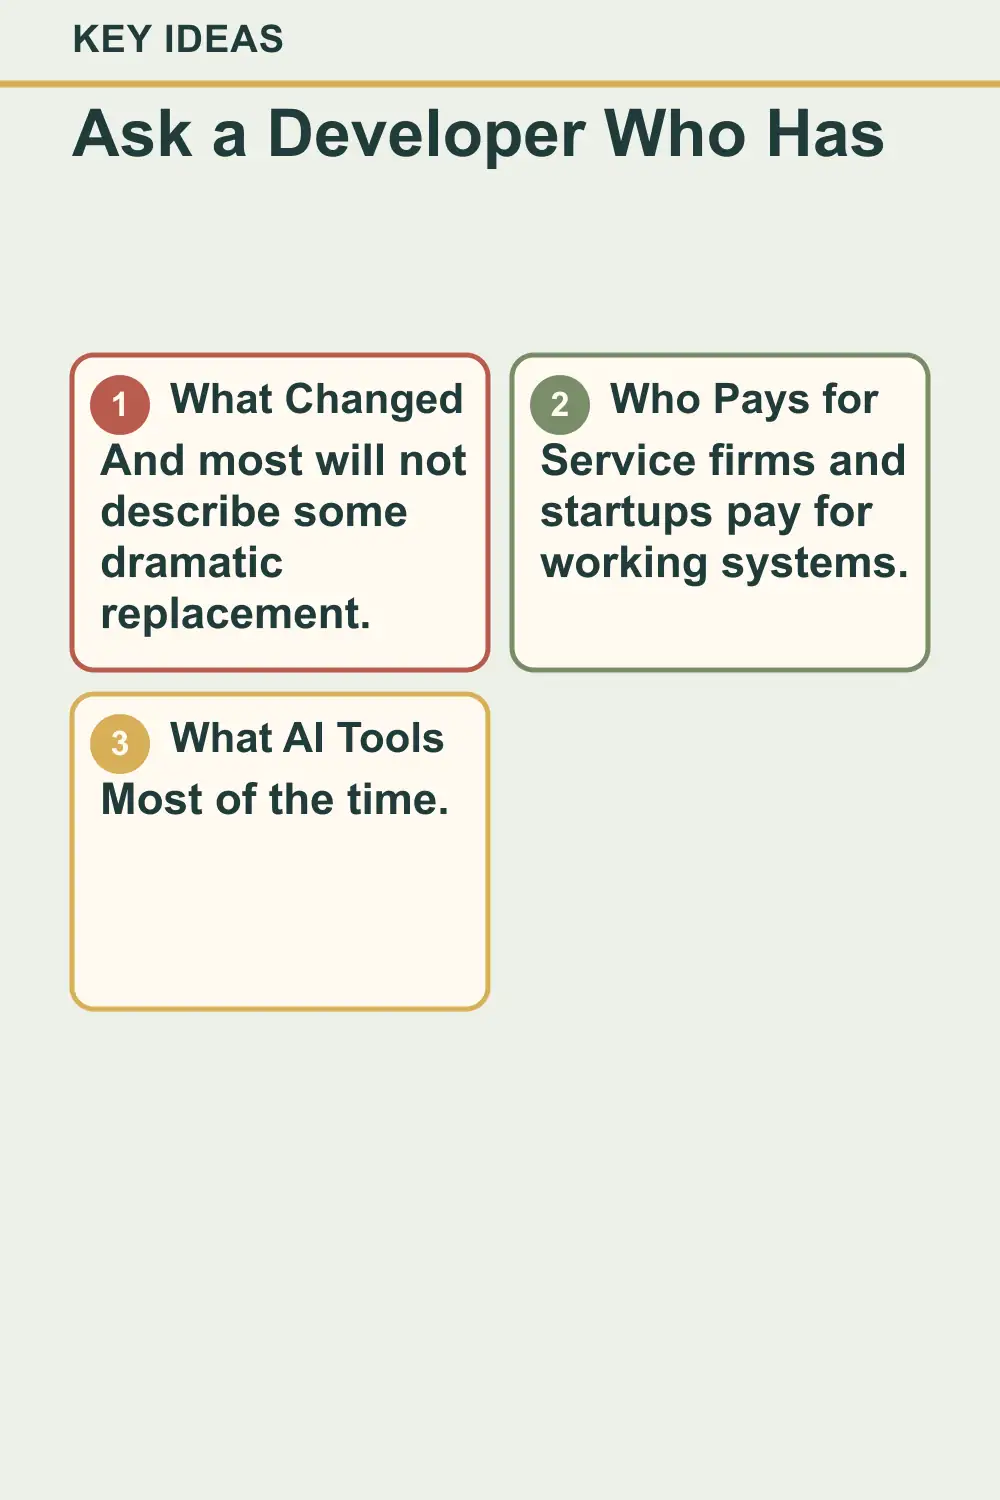 KEY IDEAS
Ask a Developer Who Has
1 What Changed
And most will not
describe some
dramatic
replacement.
2 Who Pays for
Service firms and
startups pay for
working systems.
3 What AI Tools
Most of the time.